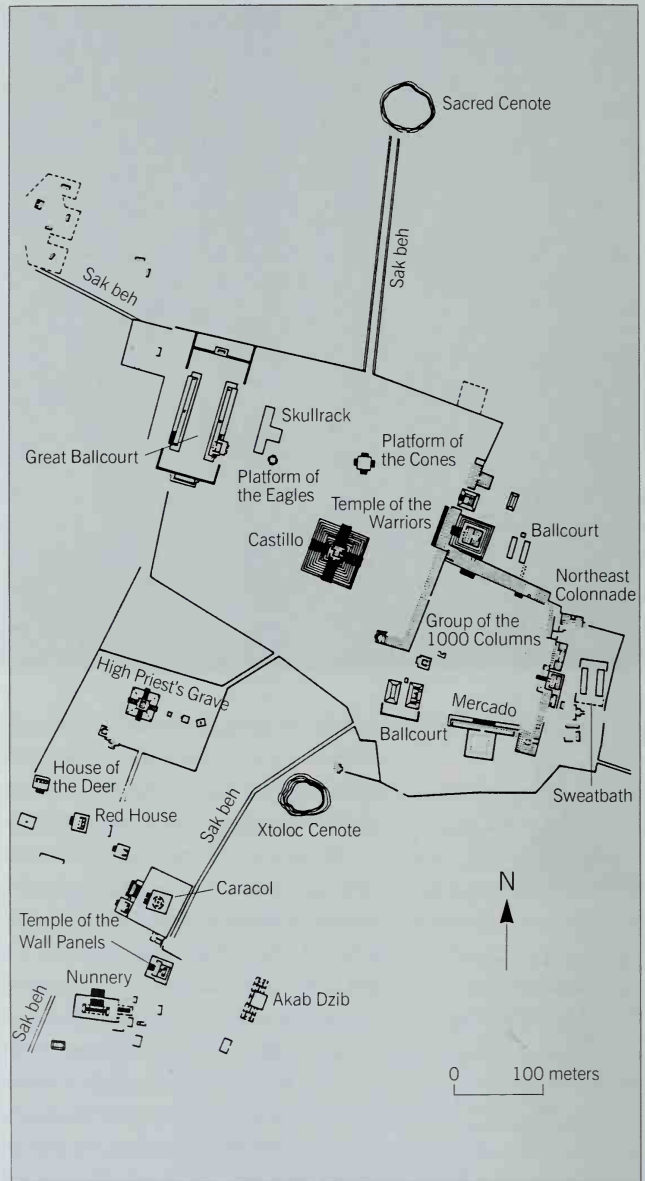 Sacred Cenote
Sak beh
Sak beh
Skullrack
Great Ballcourt
Platform of
the Cones
Platform of
the Eagles
Temple of the
Warriors
Ballcourt
Castillo
Northeast
Colonnade
Group of the
1000 Columns
High Priest's Grave
Mercado
Ballcourt
House of
the Deer
Sak beh
Sweatbath
Red House
Xtoloc Cenote
Caracol
N
Temple of the
Wall Panels
Nunnery
Akab Dzib
Sak beh
0 100 meters